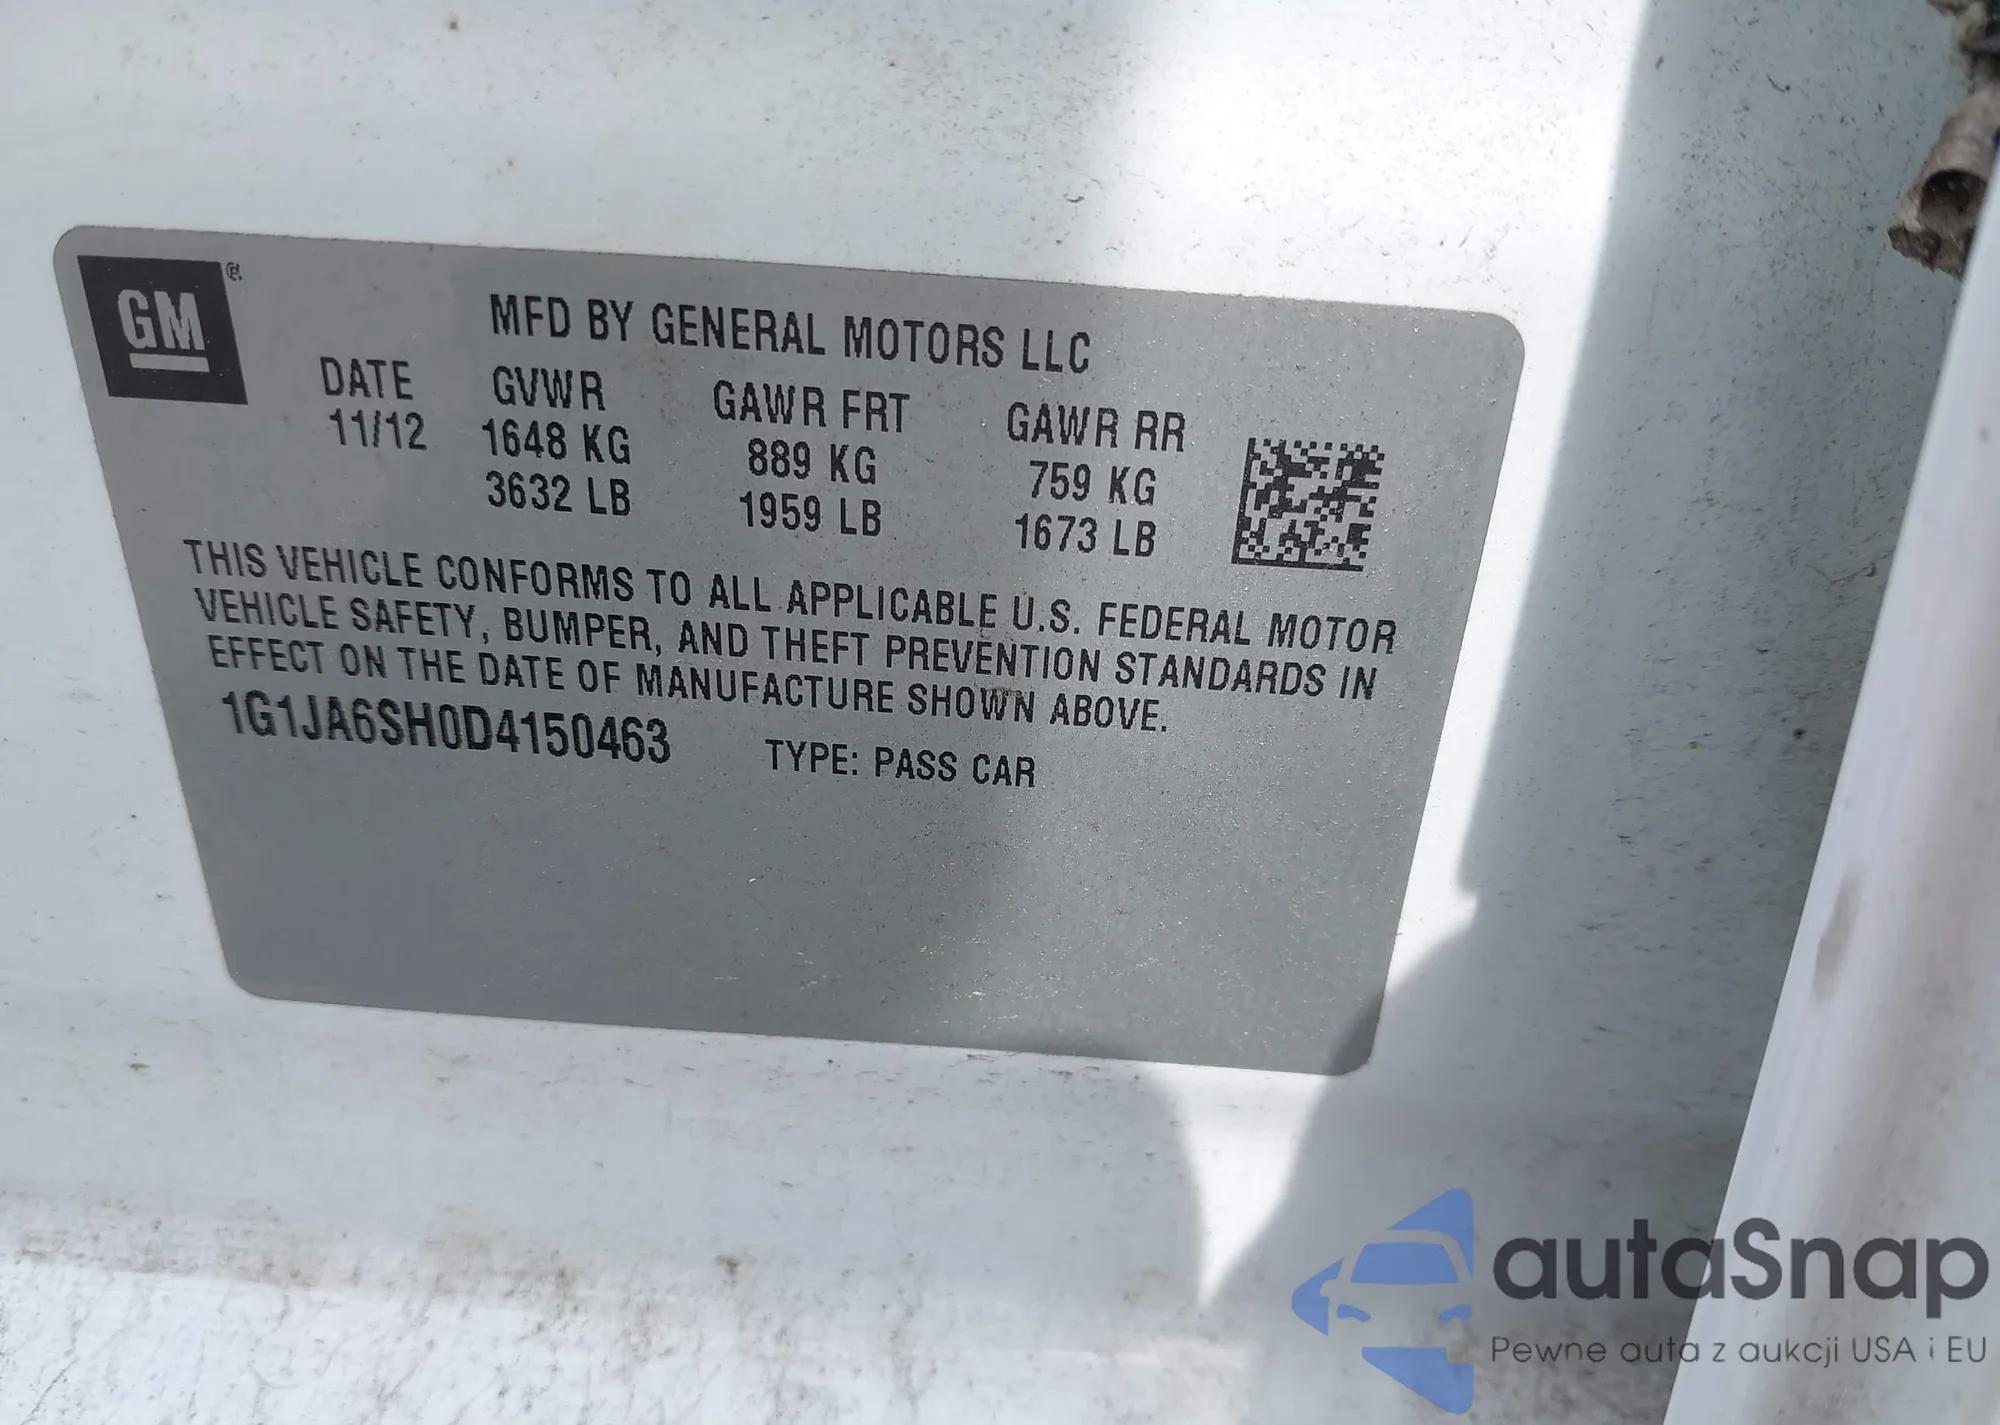 GM®
MFD BY GENERAL MOTORS LLC
DATE GVWR GAWR FRT GAWR RR
11/12 1648 KG 889 KG 759 KG
3632 LB 1959 LB 1673 LB
THIS VEHICLE CONFORMS TO ALL APPLICABLE U.S. FEDERAL MOTOR
VEHICLE SAFETY, BUMPER, AND THEFT PREVENTION STANDARDS IN
EFFECT ON THE DATE OF MANUFACTURE SHOWN ABOVE.
1G1JA6SH0D4150463 TYPE: PASS CAR
autaSnap
Pewne auta z aukcji USA i EU